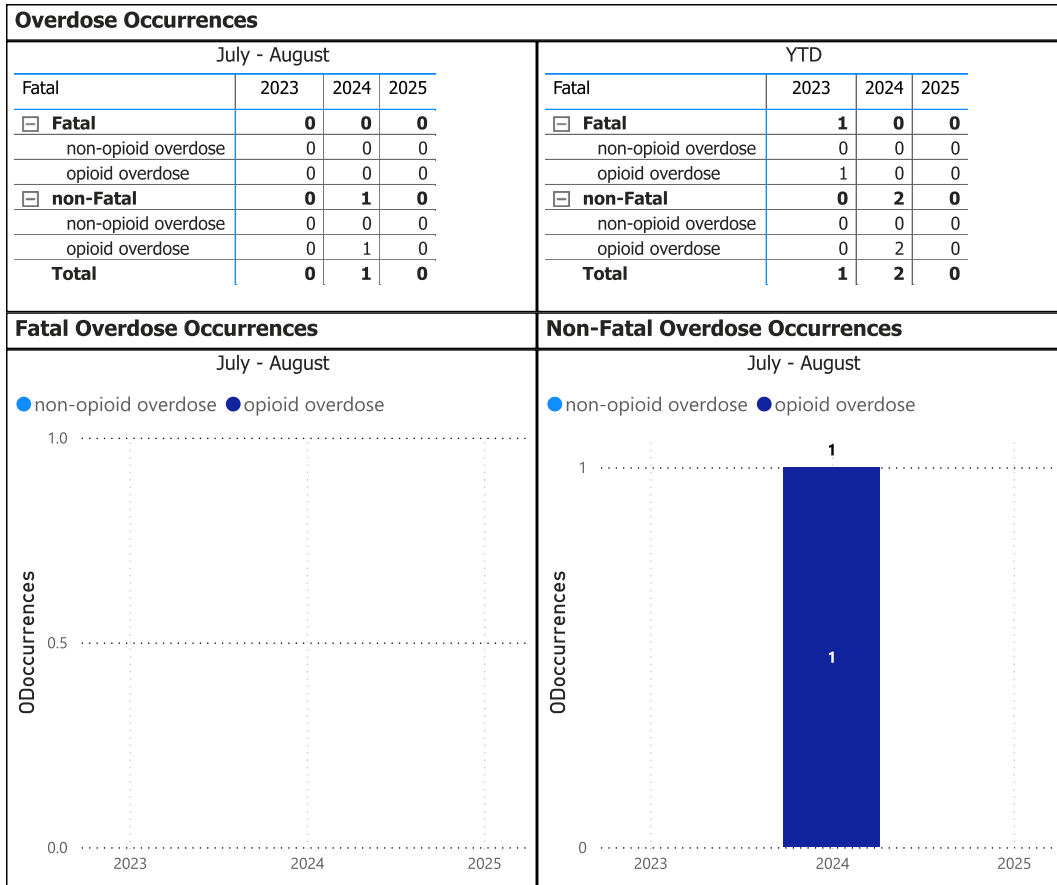 Overdose Occurrences
July - August
Fatal 2023 2024 2025
Fatal 0 0 0
non-opioid overdose 0 0 0
opioid overdose 0 0 0
non-Fatal 0 1 0
non-opioid overdose 0 0 0
opioid overdose 0 1 0
Total 0 1 0
YTD
Fatal 2023 2024 2025
Fatal 1 0 0
non-opioid overdose 0 0 0
opioid overdose 1 0 0
non-Fatal 0 2 0
non-opioid overdose 0 0 0
opioid overdose 0 2 0
Total 1 2 0
Fatal Overdose Occurrences
July - August
non-opioid overdose opioid overdose
1.0
0.5
0.0
ODoccurrences
2023 2024 2025
Non-Fatal Overdose Occurrences
July - August
non-opioid overdose opioid overdose
1
1
1
0
ODoccurrences
2023 2024 2025